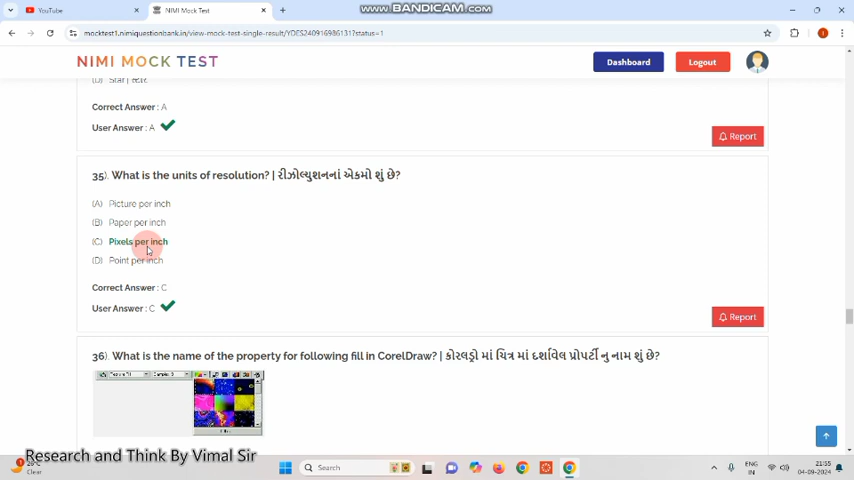 www.BANDICAM.com
YouTube
NIMI Mock Test
mocktest1.nimiquestionbank.in/view-mock-test-single-result/YDES24091698613​1?status=1
NIMI MOCK TEST
Dashboard
Logout
(D) Star | સ્ટાર
Correct Answer : A
User Answer : A
Report
35). What is the units of resolution? | રીઝોલ્યુશનનાં એકમો શું છે?
(A) Picture per inch
(B) Paper per inch
(C) Pixels per inch
(D) Point per inch
Correct Answer : C
User Answer : C
Report
36). What is the name of the property for following fill in CorelDraw? | કોરલડ્રો માં ચિત્ર માં દર્શાવેલ પ્રોપર્ટી નુ નામ શું છે?
Research and Think By Vimal Sir
Clear
Search
ENG
IN
21:55
04-09-2024